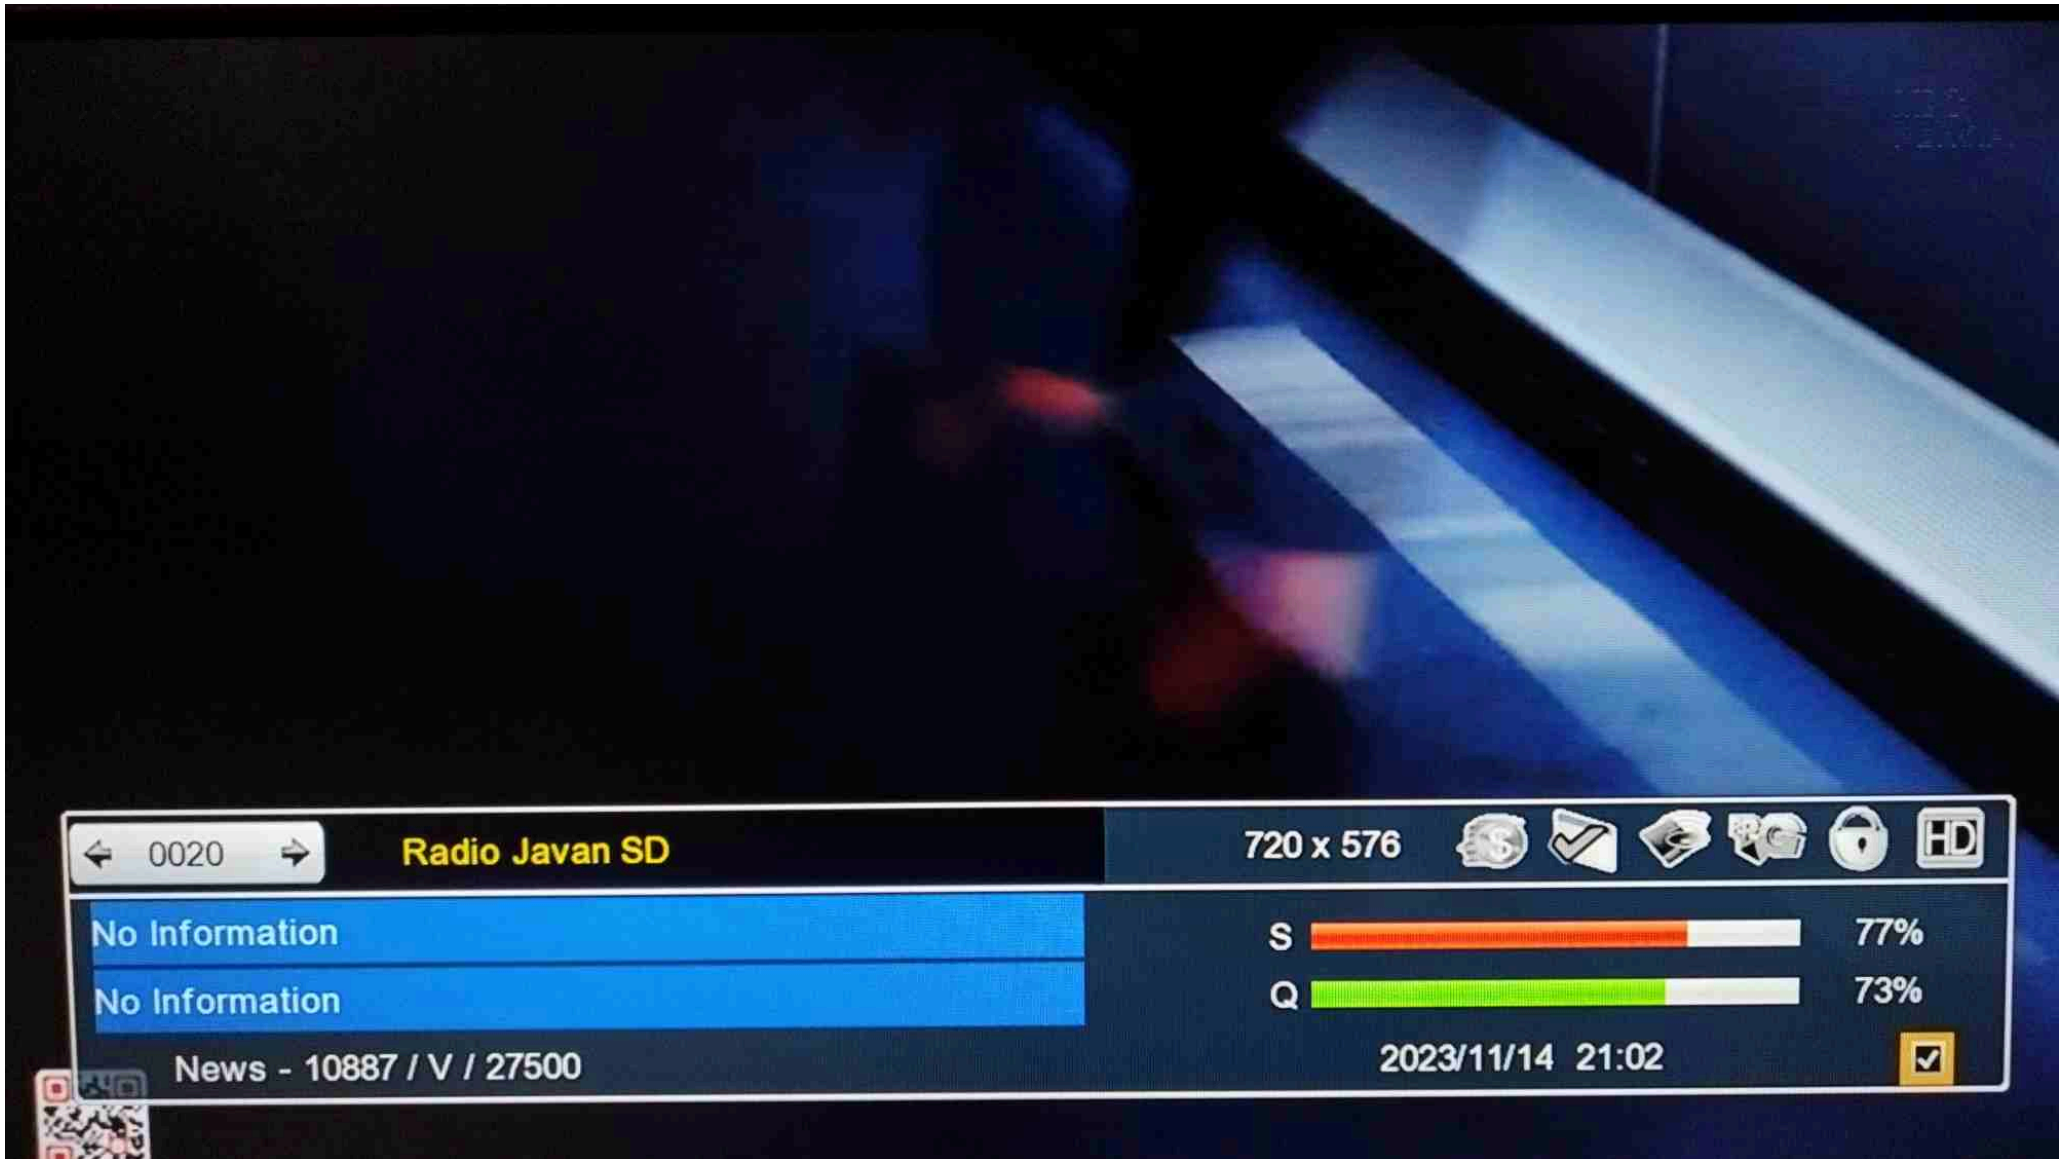 0020
Radio Javan SD
720 x 576
HD
No Information
S 77%
No Information
Q 73%
News - 10887 / V / 27500
2023/11/14 21:02